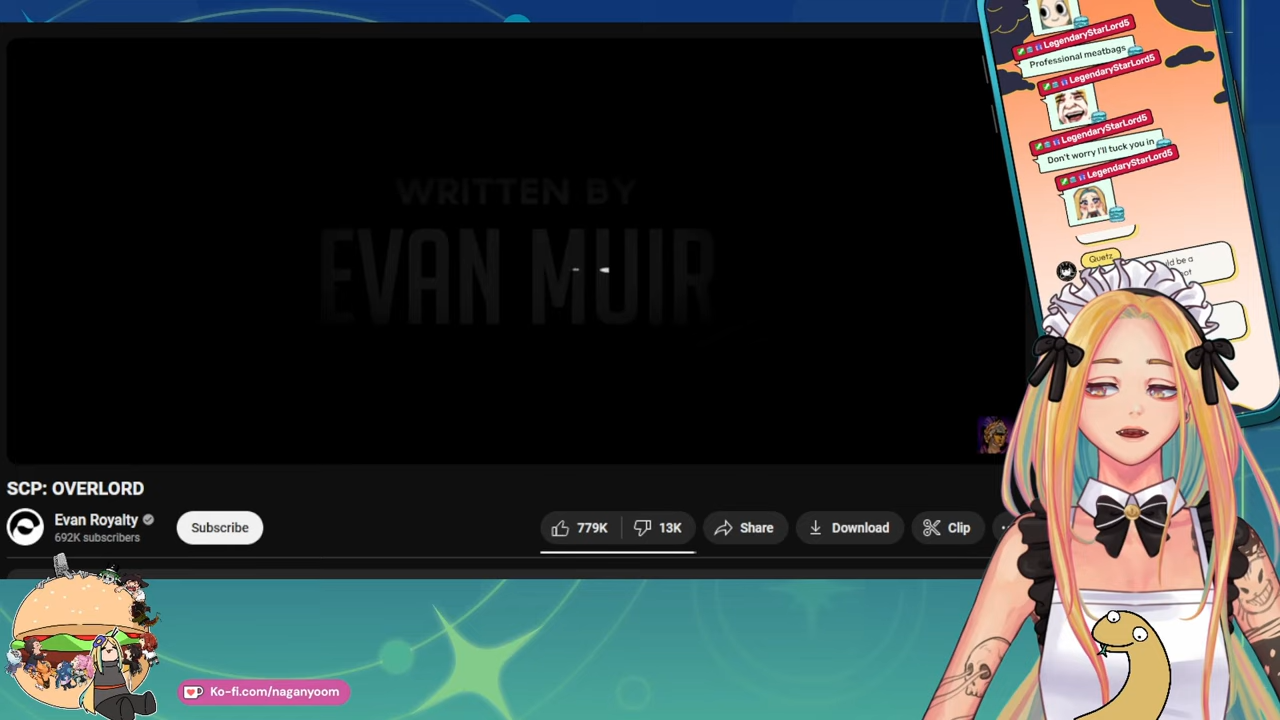 WRITTEN BY
EVAN MUIR
SCP: OVERLORD
Evan Royalty
692K subscribers
Subscribe
779K
13K
Share
Download
Clip
LegendaryStarLord5
Professional meatbags
LegendaryStarLord5
LegendaryStarLord5
Don't worry I'll tuck you in
LegendaryStarLord5
Quetz
be a
Ko-fi.com/naganyoom